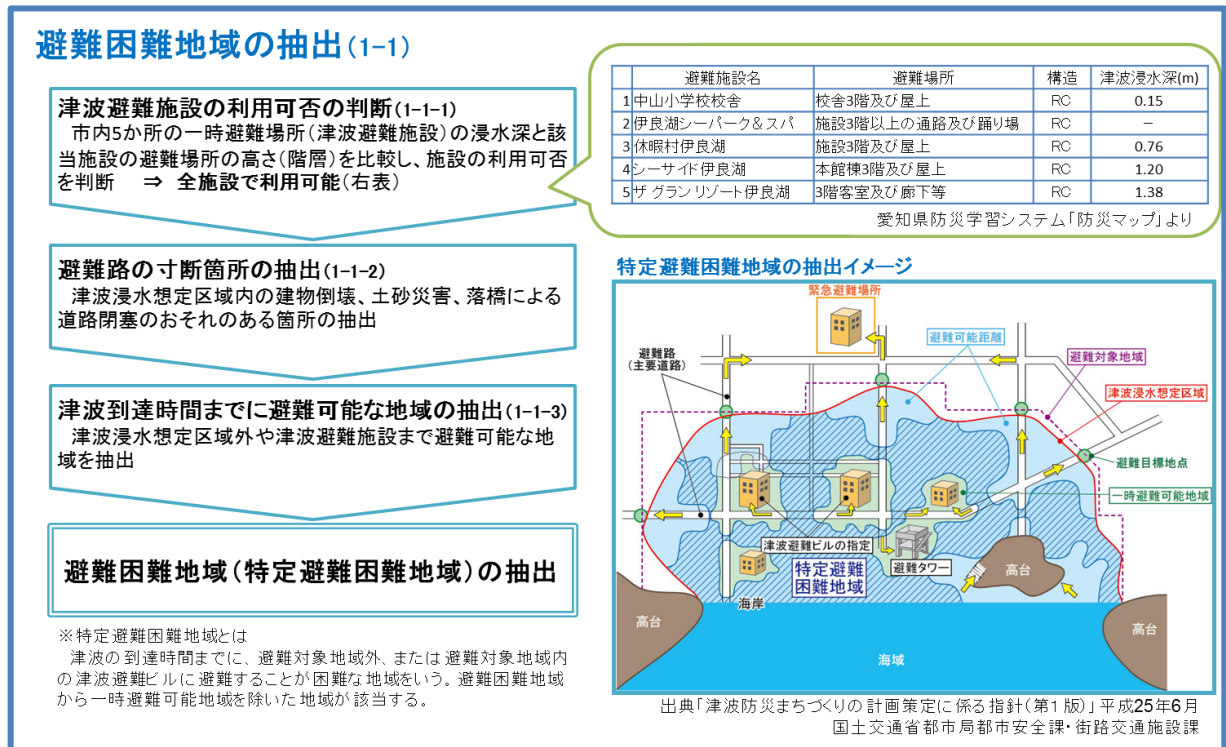 避難困難地域の抽出(1-1)
津波避難施設の利用可否の判断(1-1-1)
市内5か所の一時避難場所(津波避難施設)の浸水深と該
当施設の避難場所の高さ(階層)を比較し、施設の利用可否
を判断　⇒ 全施設で利用可能(右表)
避難施設名 避難場所 構造 津波浸水深(m)
1 中山小学校校舎 校舎3階及び屋上 RC 0.15
2 伊良湖シーパーク&スパ 施設3階以上の通路及び踊り場 RC －
3 休暇村伊良湖 施設3階及び屋上 RC 0.76
4 シーサイド伊良湖 本館棟3階及び屋上 RC 1.20
5 ザ グランリゾート伊良湖 3階客室及び廊下等 RC 1.38
愛知県防災学習システム「防災マップ」より
避難路の寸断箇所の抽出(1-1-2)
津波浸水想定区域内の建物倒壊、土砂災害、落橋による
道路閉塞のおそれのある箇所の抽出
津波到達時間までに避難可能な地域の抽出(1-1-3)
津波浸水想定区域外や津波避難施設まで避難可能な地
域を抽出
避難困難地域(特定避難困難地域)の抽出
※特定避難困難地域とは
津波の到達時間までに、避難対象地域外、または避難対象地域内
の津波避難ビルに避難することが困難な地域をいう。避難困難地域
から一時避難可能地域を除いた地域が該当する。
特定避難困難地域の抽出イメージ
緊急避難場所
避難路
(主要道路)
避難可能距離
避難対象地域
津波浸水想定区域
避難目標地点
一時避難可能地域
津波避難ビルの指定
特定避難
困難地域
避難タワー
高台
海岸
高台
高台
海域
出典「津波防災まちづくりの計画策定に係る指針(第1版)」平成25年6月
国土交通省都市局都市安全課・街路交通施設課